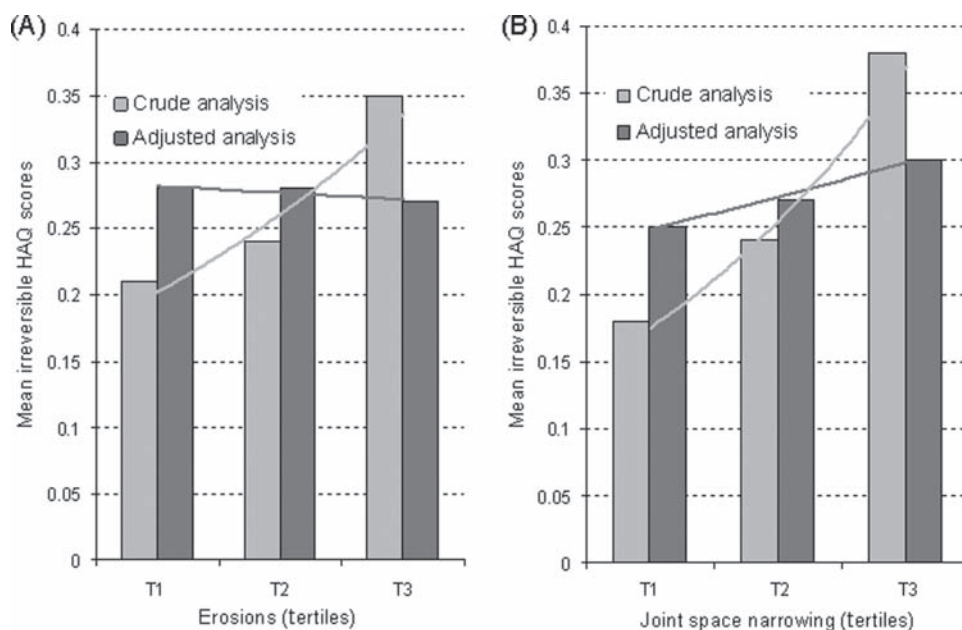 (A)
0.4
0.35
0.3
0.25
0.2
0.15
0.1
0.05
0
Mean irreversible HAQ scores
Crude analysis
Adjusted analysis
T1 T2 T3
Erosions (tertiles)
(B)
0.4
0.35
0.3
0.25
0.2
0.15
0.1
0.05
0
Mean irreversible HAQ scores
Crude analysis
Adjusted analysis
T1 T2 T3
Joint space narrowing (tertiles)